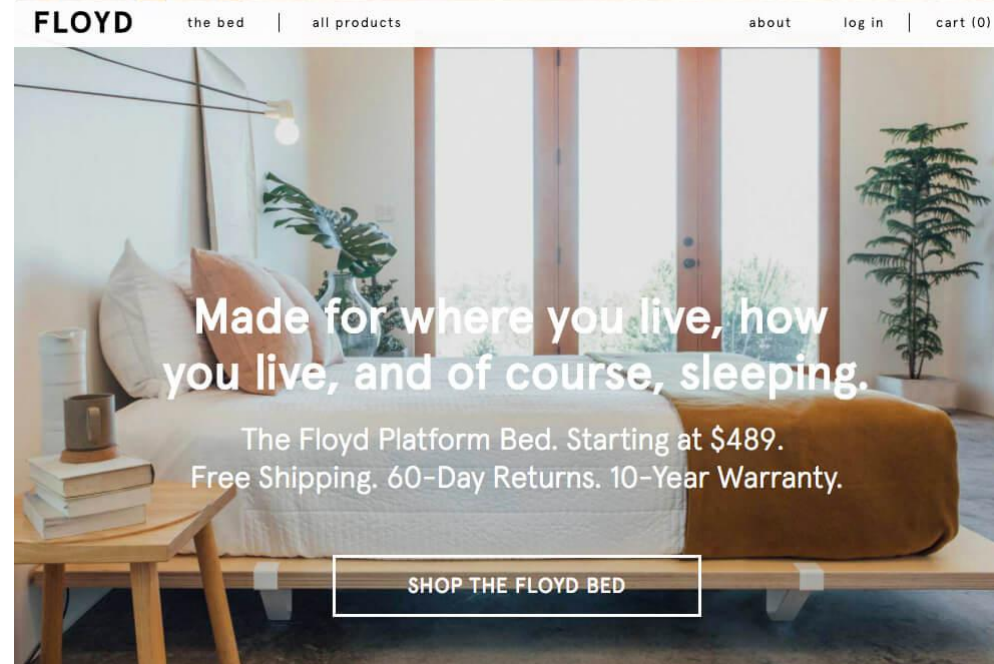 FLOYD the bed | all products about log in | cart (0)
Made for where you live, how
you live, and of course, sleeping.
The Floyd Platform Bed. Starting at $489.
Free Shipping. 60-Day Returns. 10-Year Warranty.
SHOP THE FLOYD BED